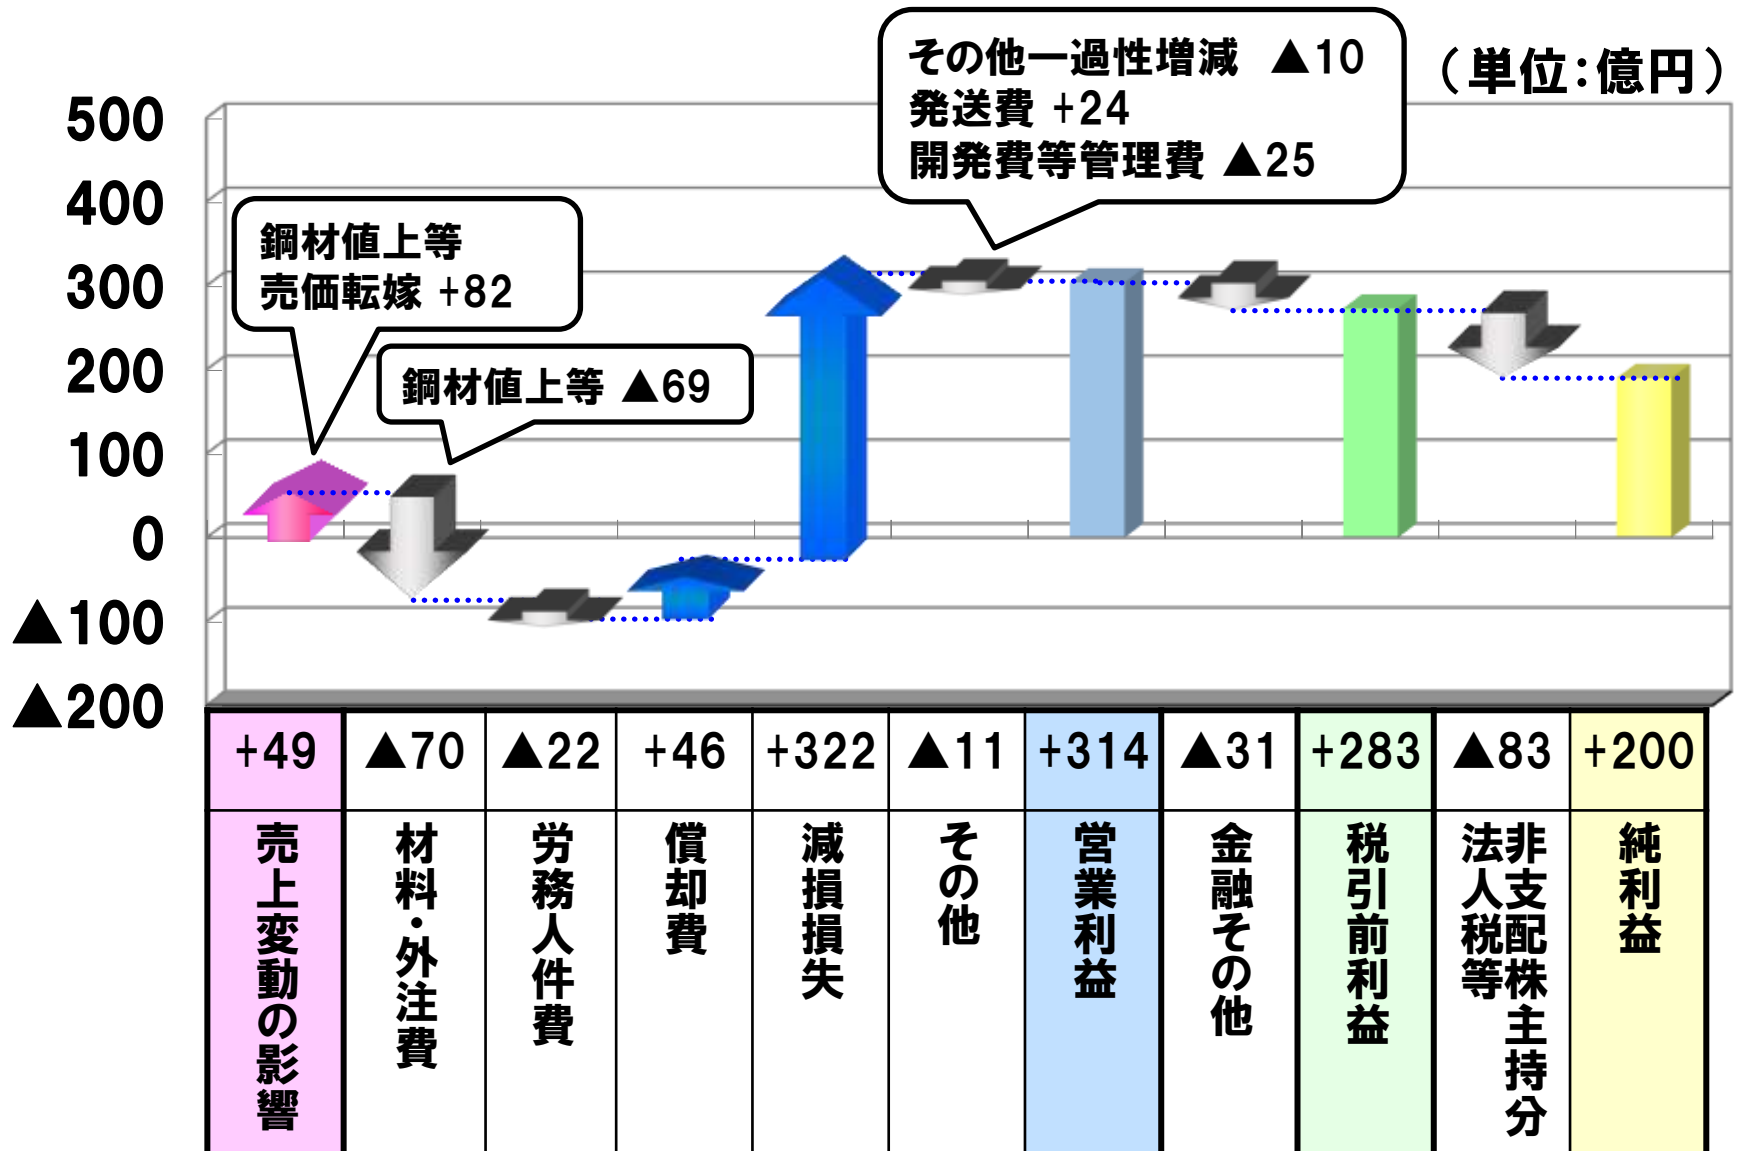 その他一過性増減 ▲10
発送費 +24
開発費等管理費 ▲25
（単位：億円）
500
400
300
200
100
0
▲100
▲200
鋼材値上等
売価転嫁 +82
鋼材値上等 ▲69
+49 ▲70 ▲22 +46 +322 ▲11 +314 ▲31 +283 ▲83 +200
売上変動の影響
材料・外注費
労務人件費
償却費
減損損失
その他
営業利益
金融その他
税引前利益
非支配株主持分
法人税等
純利益